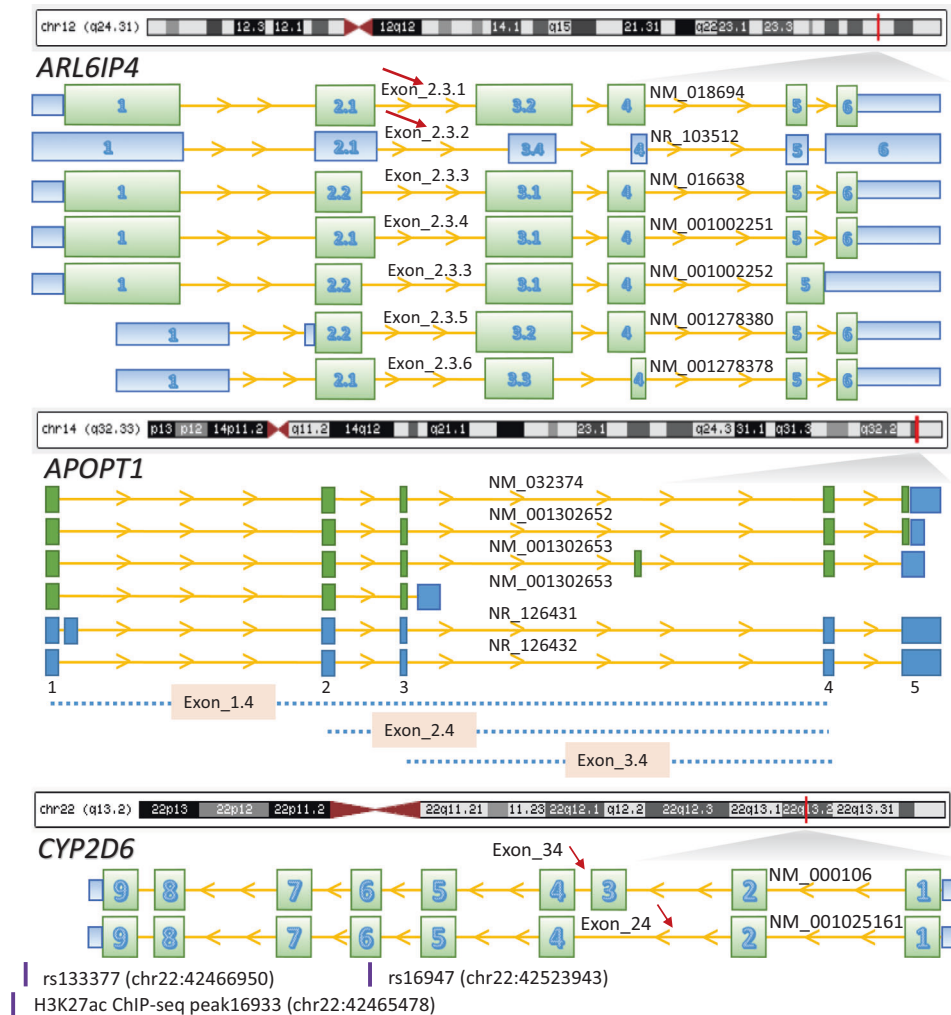 chr12 (q24.31) 12.3 12.1 12q12 14.1 q15 21.31 q22 23.1 23.3
ARL6IP4
1 2.1 Exon_2.3.1 3.2 4 NM_018694 5 6
1 2.1 Exon_2.3.2 3.4 4 NR_103512 5 6
1 2.2 Exon_2.3.3 3.1 4 NM_016638 5 6
1 2.1 Exon_2.3.4 3.1 4 NM_001002251 5 6
1 2.2 Exon_2.3.3 3.1 4 NM_001002252 5
1 2.2 Exon_2.3.5 3.2 4 NM_001278380 5 6
1 2.1 Exon_2.3.6 3.3 4 NM_001278378 5 6
chr14 (q32.33) p13 p12 14p11.2 q11.2 14q12 q21.1 23.1 q24.3 31.1 q31.3 q32.2
APOPT1
NM_032374
NM_001302652
NM_001302653
NM_001302653
NR_126431
NR_126432
1 2 3 4 5
Exon_1.4
Exon_2.4
Exon_3.4
chr22 (q13.2) 22p13 22p12 22p11.2 22q11.21 11.23 22q12.1 q12.2 22q12.3 22q13.1 22q13.2 22q13.31
CYP2D6
Exon_34
9 8 7 6 5 4 3 2 NM_000106 1
9 8 7 6 5 4 Exon_24 2 NM_001025161 1
rs133377 (chr22:42466950) rs16947 (chr22:42523943)
H3K27ac ChIP-seq peak16933 (chr22:42465478)